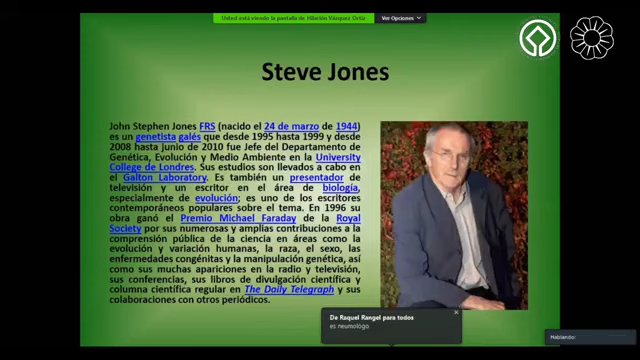 Usted está viendo la pantalla de Hilarión Vázquez Ortiz
Ver Opciones
Steve Jones
John Stephen Jones FRS (nacido el 24 de marzo de 1944)
es un genetista galés que desde 1995 hasta 1999 y desde
2008 hasta junio de 2010 fue Jefe del Departamento de
Genética, Evolución y Medio Ambiente en la University
College de Londres. Sus estudios son llevados a cabo en
el Galton Laboratory. Es también un presentador de
televisión y un escritor en el área de biología,
especialmente de evolución; es uno de los escritores
contemporáneos populares sobre el tema. En 1996 su
obra ganó el Premio Michael Faraday de la Royal
Society por sus numerosas y amplias contribuciones a la
comprensión pública de la ciencia en áreas como la
evolución y variación humanas, la raza, el sexo, las
enfermedades congénitas y la manipulación genética, así
como sus muchas apariciones en la radio y televisión,
sus conferencias, sus libros de divulgación científica y
columna científica regular en The Daily Telegraph y sus
colaboraciones con otros periódicos.
De Raquel Rangel para todos
es neumologo
Hablando: